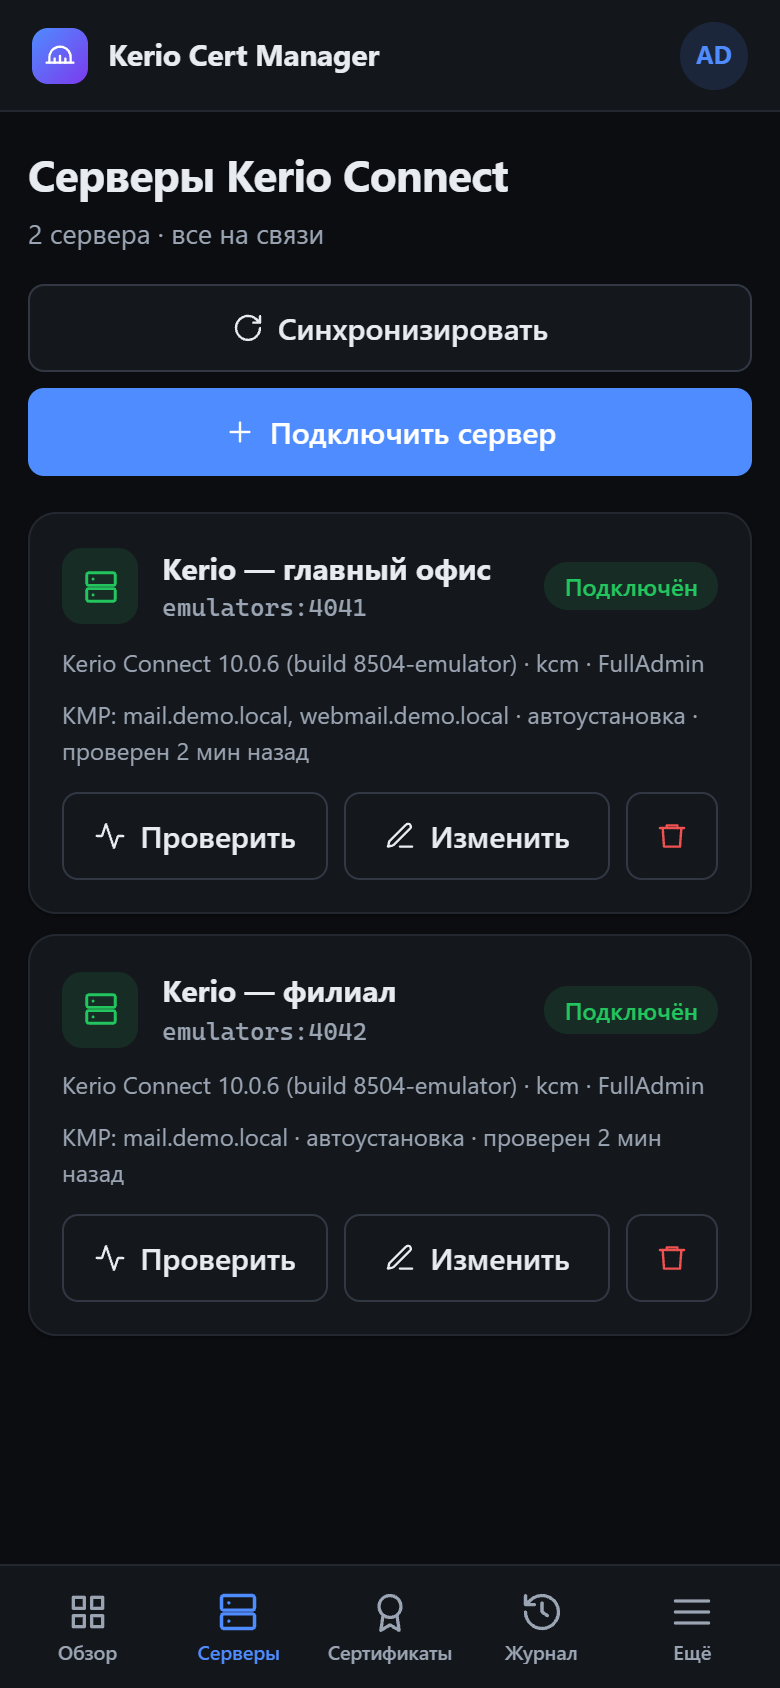 Kerio Cert Manager
AD
Серверы Kerio Connect
2 сервера · все на связи
Синхронизировать
Подключить сервер
Kerio — главный офис
emulators:4041
Подключён
Kerio Connect 10.0.6 (build 8504-emulator) · kcm · FullAdmin
KMP: mail.demo.local, webmail.demo.local · автоустановка ·
проверен 2 мин назад
Проверить
Изменить
Kerio — филиал
emulators:4042
Подключён
Kerio Connect 10.0.6 (build 8504-emulator) · kcm · FullAdmin
KMP: mail.demo.local · автоустановка · проверен 2 мин
назад
Проверить
Изменить
Обзор
Серверы
Сертификаты
Журнал
Ещё